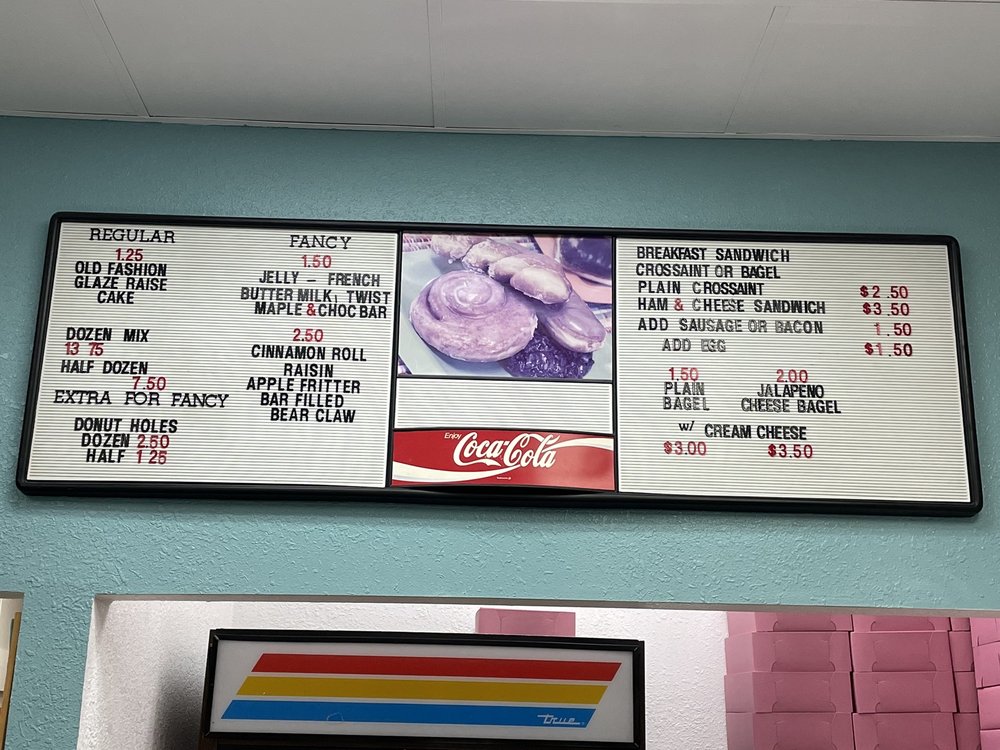 REGULAR
1.25
OLD FASHION
GLAZE RAISE
CAKE
DOZEN MIX
13 75
HALF DOZEN
7.50
EXTRA FOR FANCY
DONUT HOLES
DOZEN 2.50
HALF 1 25
FANCY
1.50
JELLY - FRENCH
BUTTER MILK, TWIST
MAPLE & CHOC BAR
2.50
CINNAMON ROLL
RAISIN
APPLE FRITTER
BAR FILLED
BEAR CLAW
Enjoy
Coca-Cola
BREAKFAST SANDWICH
CROSSAINT OR BAGEL
PLAIN CROSSAINT $2.50
HAM & CHEESE SANDWICH $3.50
ADD SAUSAGE OR BACON 1.50
ADD EGG $1.50
1.50 2.00
PLAIN JALAPENO
BAGEL CHEESE BAGEL
w/ CREAM CHEESE
$3.00 $3.50
True